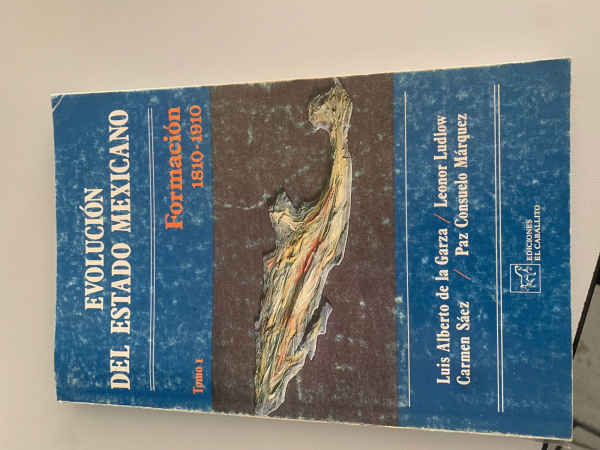 EVOLUCIÓN
DEL ESTADO MEXICANO
Tomo I
Formación
1810-1910
Luis Alberto de la Garza / Leonor Ludlow
Carmen Sáez / Paz Consuelo Márquez
EDICIONES
EL CABALLITO